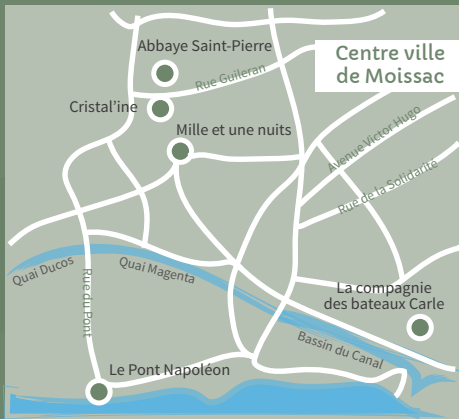 Centre ville
de Moissac
Abbaye Saint-Pierre
Rue Guileran
Cristal'ine
Mille et une nuits
Avenue Victor Hugo
Rue de la Solidarité
Quai Ducos
Quai Magenta
Rue du Pont
La compagnie
des bateaux Carle
Bassin du Canal
Le Pont Napoléon